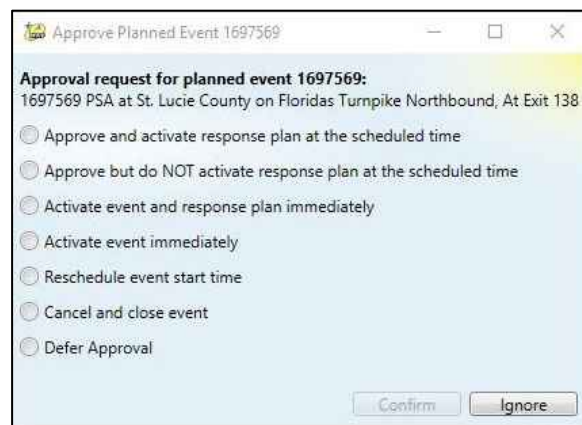 Approve Planned Event 1697569
Approval request for planned event 1697569:
1697569 PSA at St. Lucie County on Floridas Turnpike Northbound, At Exit 138
Approve and activate response plan at the scheduled time
Approve but do NOT activate response plan at the scheduled time
Activate event and response plan immediately
Activate event immediately
Reschedule event start time
Cancel and close event
Defer Approval
Confirm Ignore